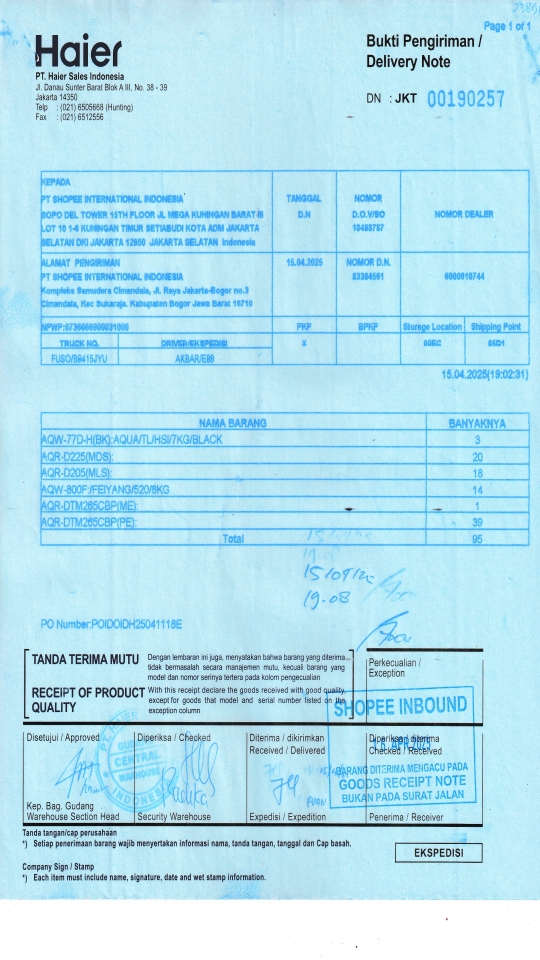 Page 1 of 1
Haier
Bukti Pengiriman /
Delivery Note
PT. Haier Sales Indonesia
Jl. Danau Sunter Barat Blok A III, No. 38 - 39
Jakarta 14350
Telp : (021) 6505668 (Hunting)
Fax : (021) 6512556
DN : JKT 00190257
KEPADA
PT SHOPEE INTERNATIONAL INDONESIA
SOPO DEL TOWER 15TH FLOOR JL MEGA KUNINGAN BARAT III
LOT 10 1-6 KUNINGAN TIMUR SETIABUDI KOTA ADM JAKARTA
SELATAN DKI JAKARTA 12950 JAKARTA SELATAN Indonesia
TANGGAL
D.N
NOMOR
D.O.V/SO
10488787
NOMOR DEALER
ALAMAT PENGIRIMAN
PT SHOPEE INTERNATIONAL INDONESIA
Kompleks Samudera Cimandala, Jl. Raya Jakarta-Bogor no.3
Cimandala, Kec Sukaraja. Kabupaten Bogor Jawa Barat 16710
15.04.2025
NOMOR D.N.
83384561
PKP BPKP Storage Location Shipping Point
TRUCK NO. DRIVER/EKSPEDISI X
AKBAR/E88
15.04.2025(19:02:31)
NAMA BARANG BANYAKNYA
AQW-77D-H(BK):AQUA/TL/HSI/7KG/BLACK 3
AQR-D225(MDS): 20
AQR-D205(MLS): 18
AQW-800F:/FEIYANG/520/8KG 14
AQR-DTM265CBP(ME): 1
AQR-DTM265CBP(PE): 39
Total 95
19.08
PO Number:POIDOIDH25041118E
TANDA TERIMA MUTU
Dengan lembaran ini juga, menyatakan bahwa barang yang diterima
tidak bermasalah secara manajemen mutu, kecuali barang yang
model dan nomor serinya tertera pada kolom pengecualian
RECEIPT OF PRODUCT
QUALITY
With this receipt declare the goods received with good quality,
except for goods that model and serial number listed on the
exception column
Perkecualian /
Exception
SHOPEE INBOUND
Disetujui / Approved
Diperiksa / Checked
Diterima / dikirimkan
Received / Delivered
Diperiksa/ diterima
Checked / Received
BARANG DITERIMA MENGACU PADA
GOODS RECEIPT NOTE
BUKAN PADA SURAT JALAN
CENTRAL
WAREHOUSE
INDONESIA
Kep. Bag. Gudang
Warehouse Section Head
Security Warehouse
Expedisi / Expedition
Penerima / Receiver
Tanda tangan/cap perusahaan
*) Setiap penerimaan barang wajib menyertakan informasi nama, tanda tangan, tanggal dan Cap basah.
EKSPEDISI
Company Sign / Stamp
*) Each item must include name, signature, date and wet stamp information.